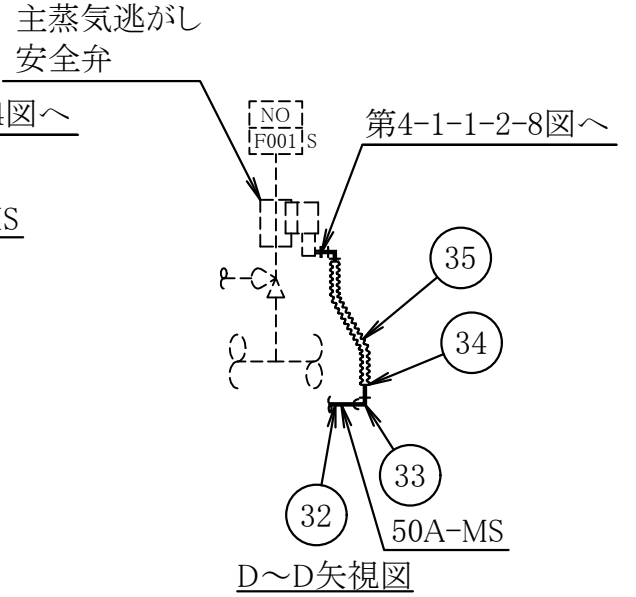 主蒸気逃がし
安全弁
図へ
NO
F001 S
第4-1-1-2-8図へ
S
35
34
33
32
50A-MS
D～D矢視図